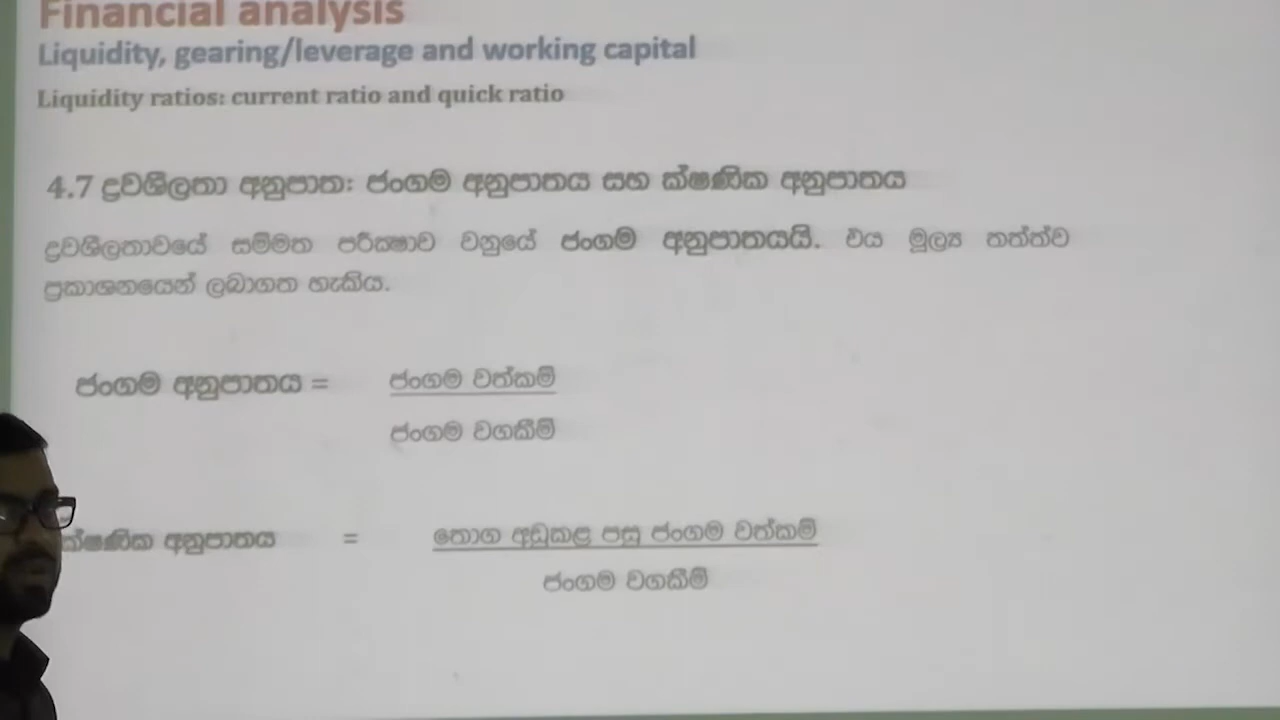 Financial analysis
Liquidity, gearing/leverage and working capital
Liquidity ratios: current ratio and quick ratio
4.7 ද්‍රවශීලතා අනුපාත: ජංගම අනුපාතය සහ ක්ෂණික අනුපාතය
ද්‍රවශීලතාවයේ සම්මත පරීක්‍ෂාව වනුයේ ජංගම අනුපාතයයි. එය මූල්‍ය තත්ත්ව
ප්‍රකාශනයෙන් ලබාගත හැකිය.
ජංගම අනුපාතය = ජංගම වත්කම්
ජංගම වගකීම්
ක්ෂණික අනුපාතය = තොග අඩුකළ පසු ජංගම වත්කම්
ජංගම වගකීම්